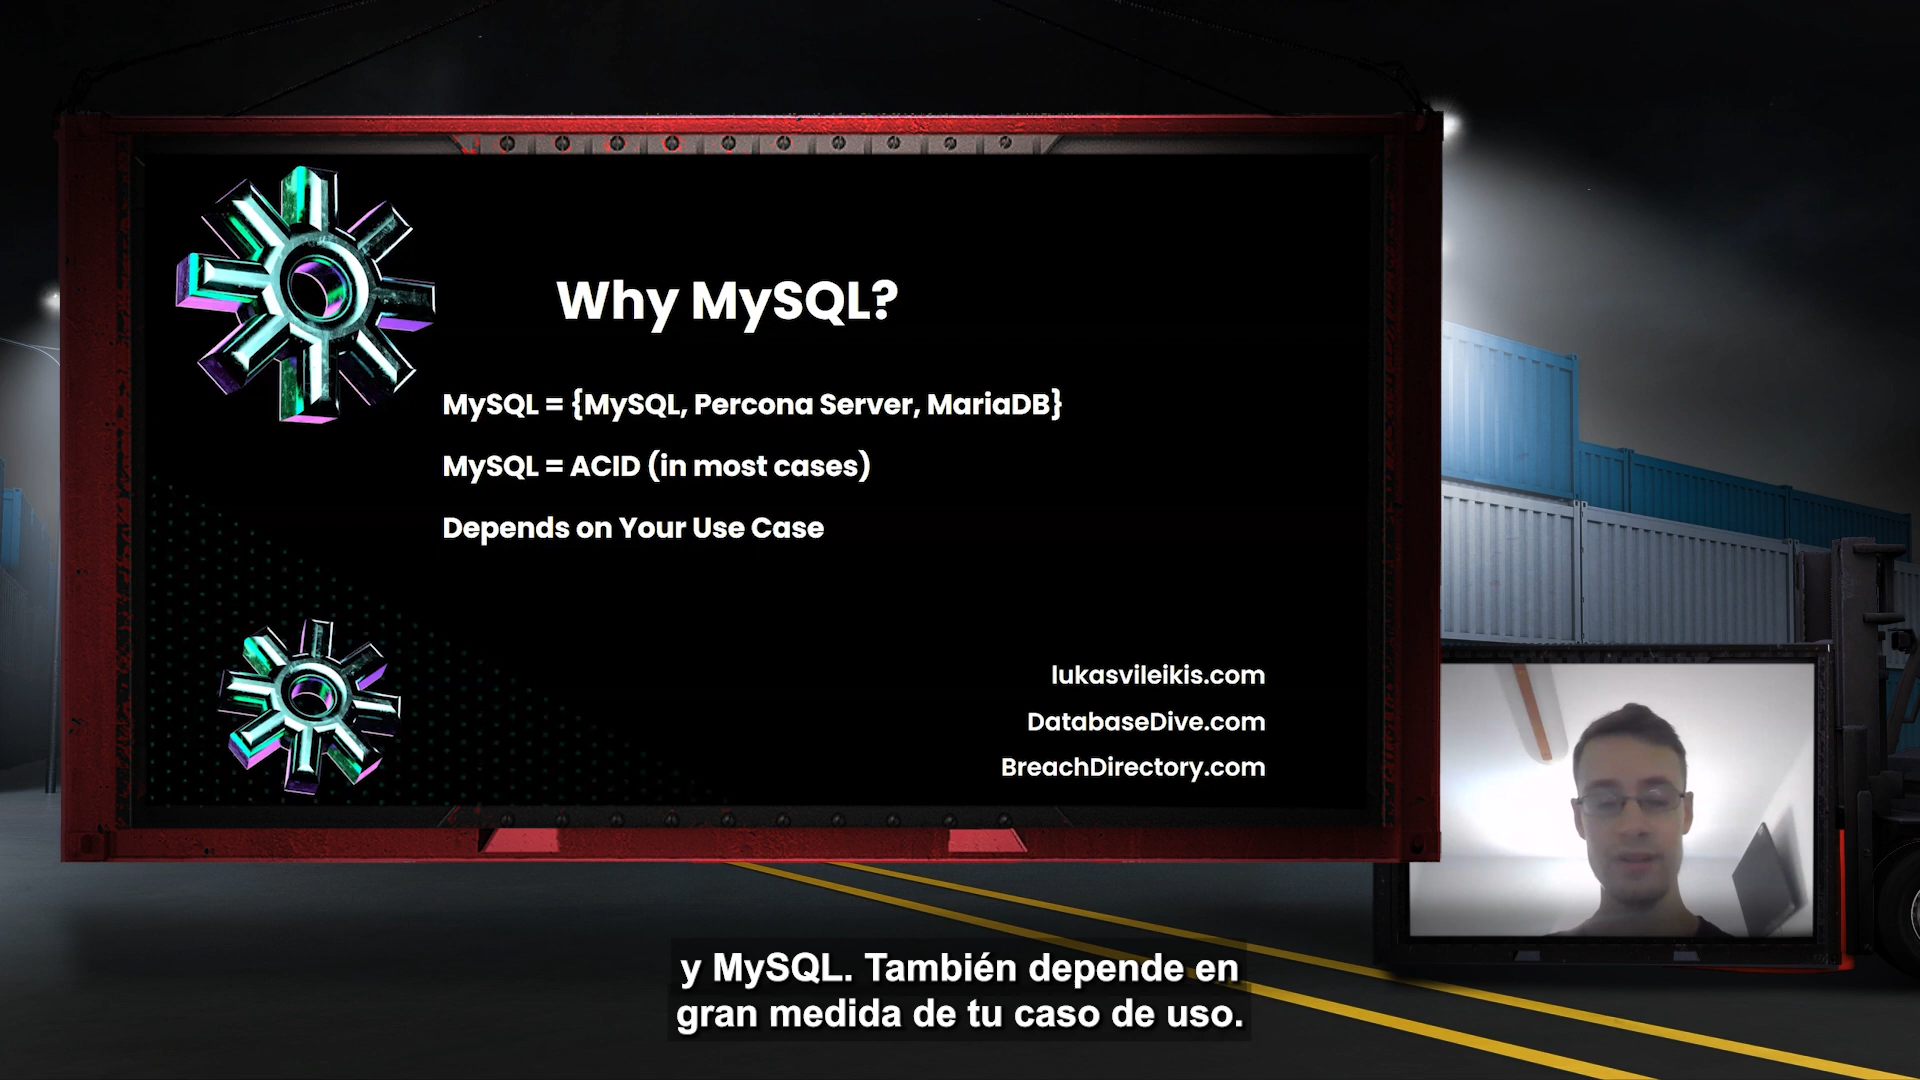 Why MySQL?
MySQL = {MySQL, Percona Server, MariaDB}
MySQL = ACID (in most cases)
Depends on Your Use Case
lukasvileikis.com
DatabaseDive.com
BreachDirectory.com
y MySQL. También depende en
gran medida de tu caso de uso.